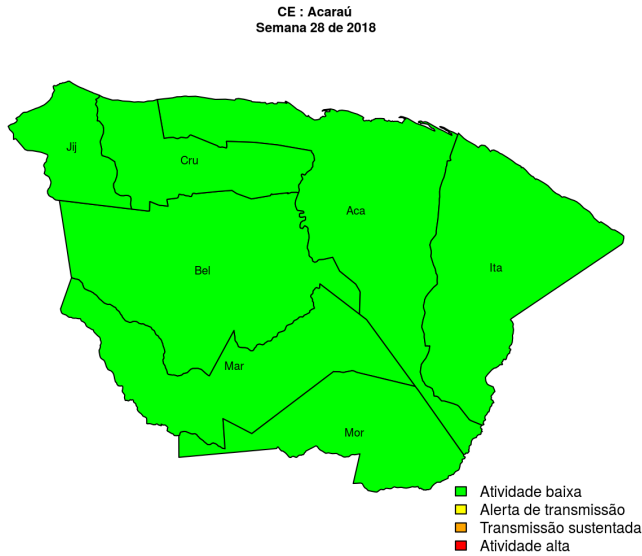 CE : Acaraú
Semana 28 de 2018
Jij
Cru
Aca
Bel
Ita
Mar
Mor
Atividade baixa
Alerta de transmissão
Transmissão sustentada
Atividade alta